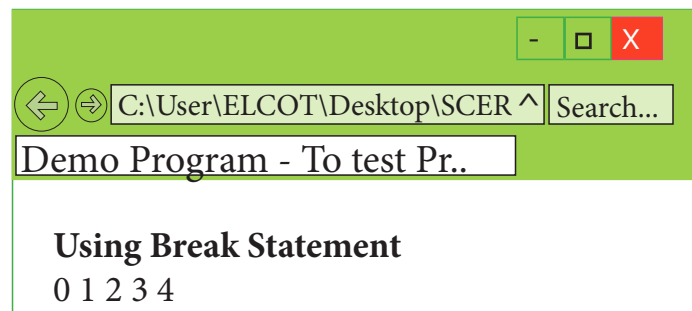 - X
C:\User\ELCOT\Desktop\SCER ^ Search...
Demo Program - To test Pr..
Using Break Statement
0 1 2 3 4